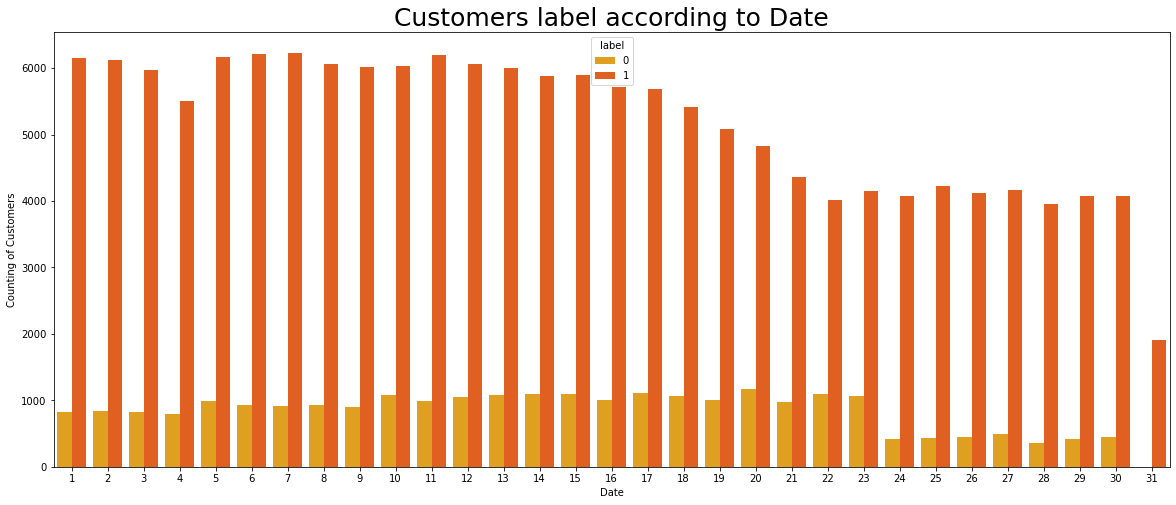 Customers label according to Date
label
0
1
Counting of Customers
6000
5000
4000
3000
2000
1000
0
1 2 3 4 5 6 7 8 9 10 11 12 13 14 15 16 17 18 19 20 21 22 23 24 25 26 27 28 29 30 31
Date